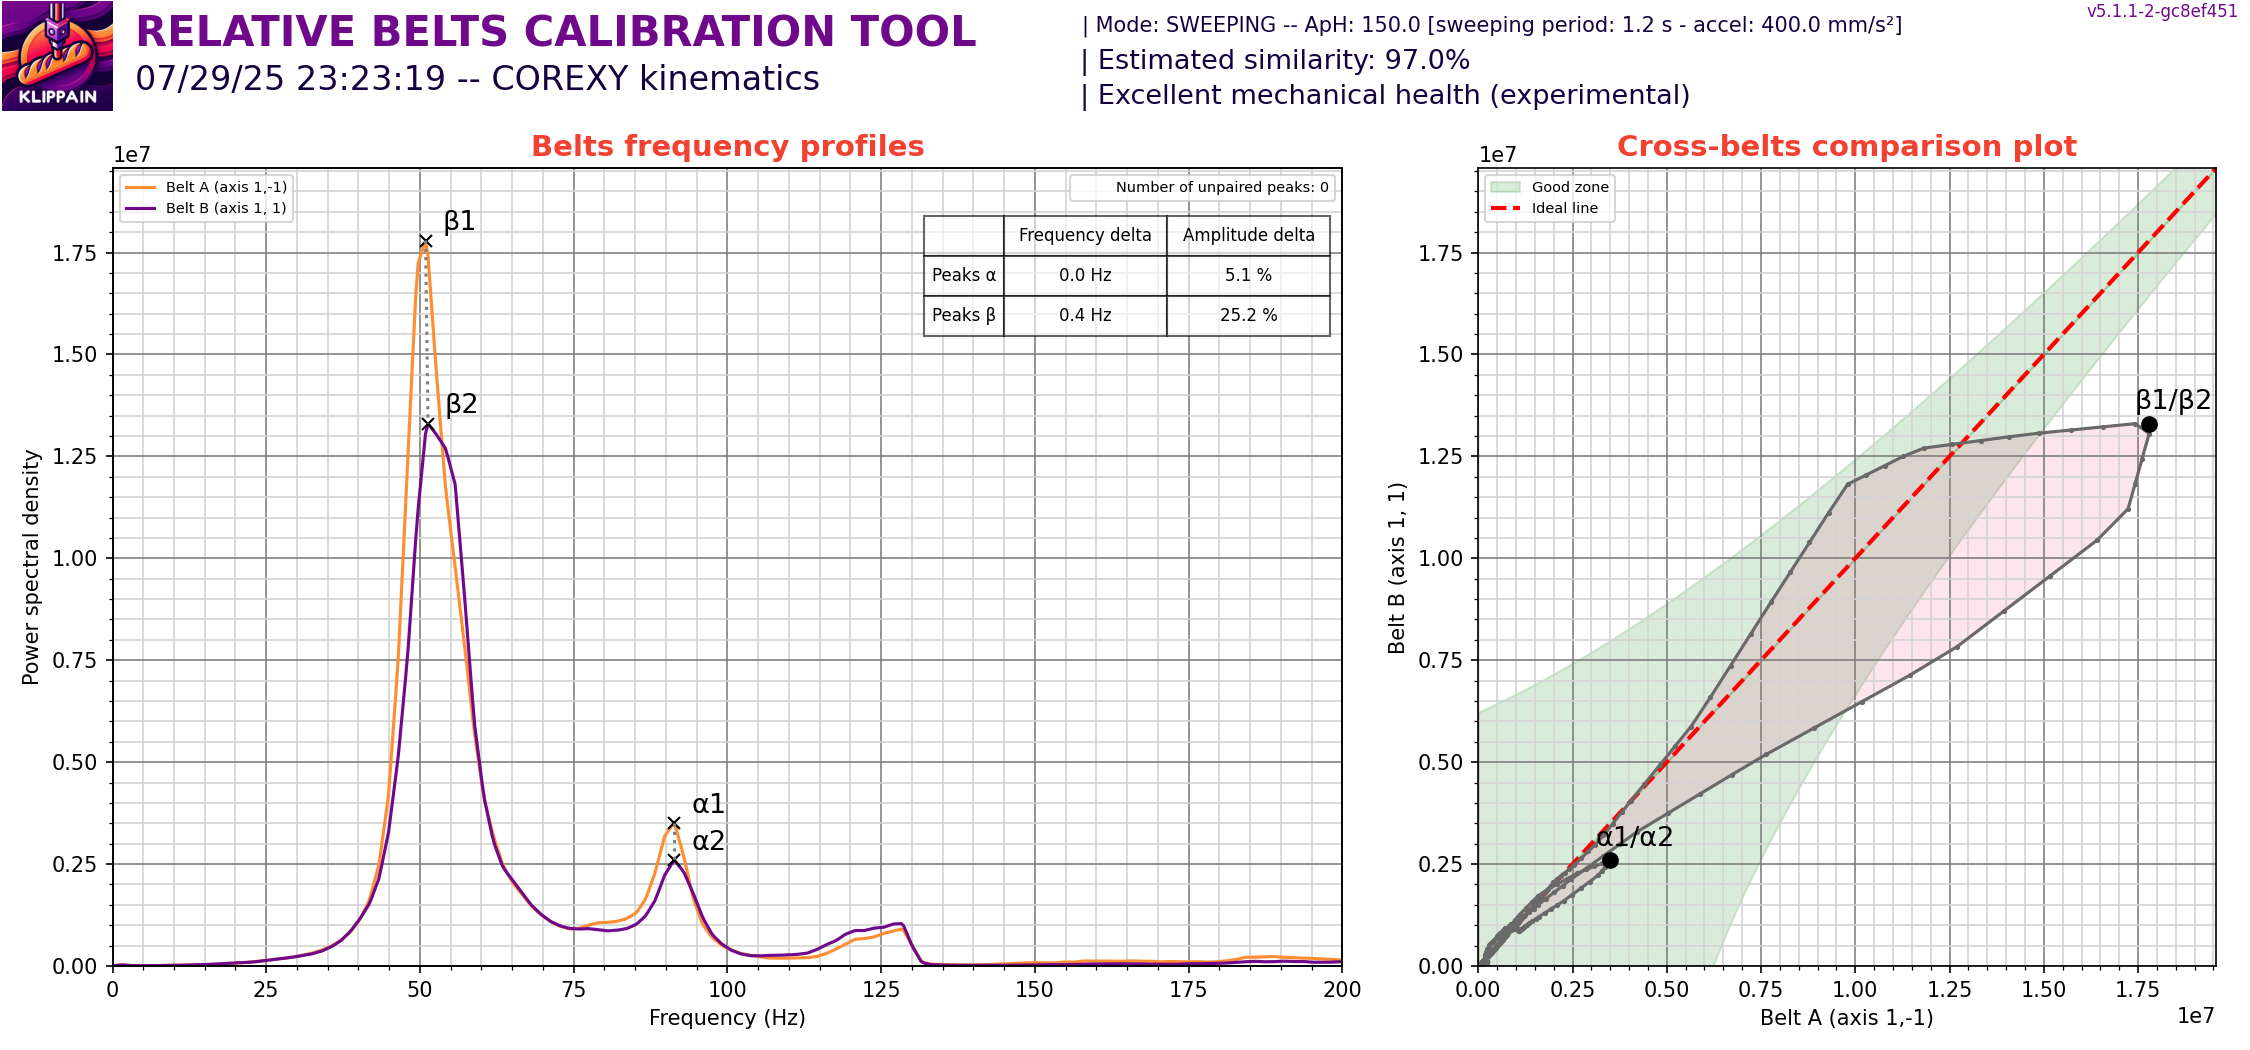 KLIPPAIN
RELATIVE BELTS CALIBRATION TOOL
07/29/25 23:23:19 -- COREXY kinematics
| Mode: SWEEPING -- ApH: 150.0 [sweeping period: 1.2 s - accel: 400.0 mm/s²]
| Estimated similarity: 97.0%
| Excellent mechanical health (experimental)
v5.1.1-2-gc8ef451
Belts frequency profiles
1e7
Belt A (axis 1,-1)
Belt B (axis 1, 1)
Number of unpaired peaks: 0
Frequency delta Amplitude delta
Peaks α 0.0 Hz 5.1 %
Peaks β 0.4 Hz 25.2 %
β1
β2
α1
α2
1.75
1.50
1.25
1.00
0.75
0.50
0.25
0.00
Power spectral density
0 25 50 75 100 125 150 175 200
Frequency (Hz)
Cross-belts comparison plot
1e7
Good zone
Ideal line
β1/β2
α1/α2
1.75
1.50
1.25
1.00
0.75
0.50
0.25
0.00
Belt B (axis 1, 1)
0.00 0.25 0.50 0.75 1.00 1.25 1.50 1.75
Belt A (axis 1,-1)
1e7